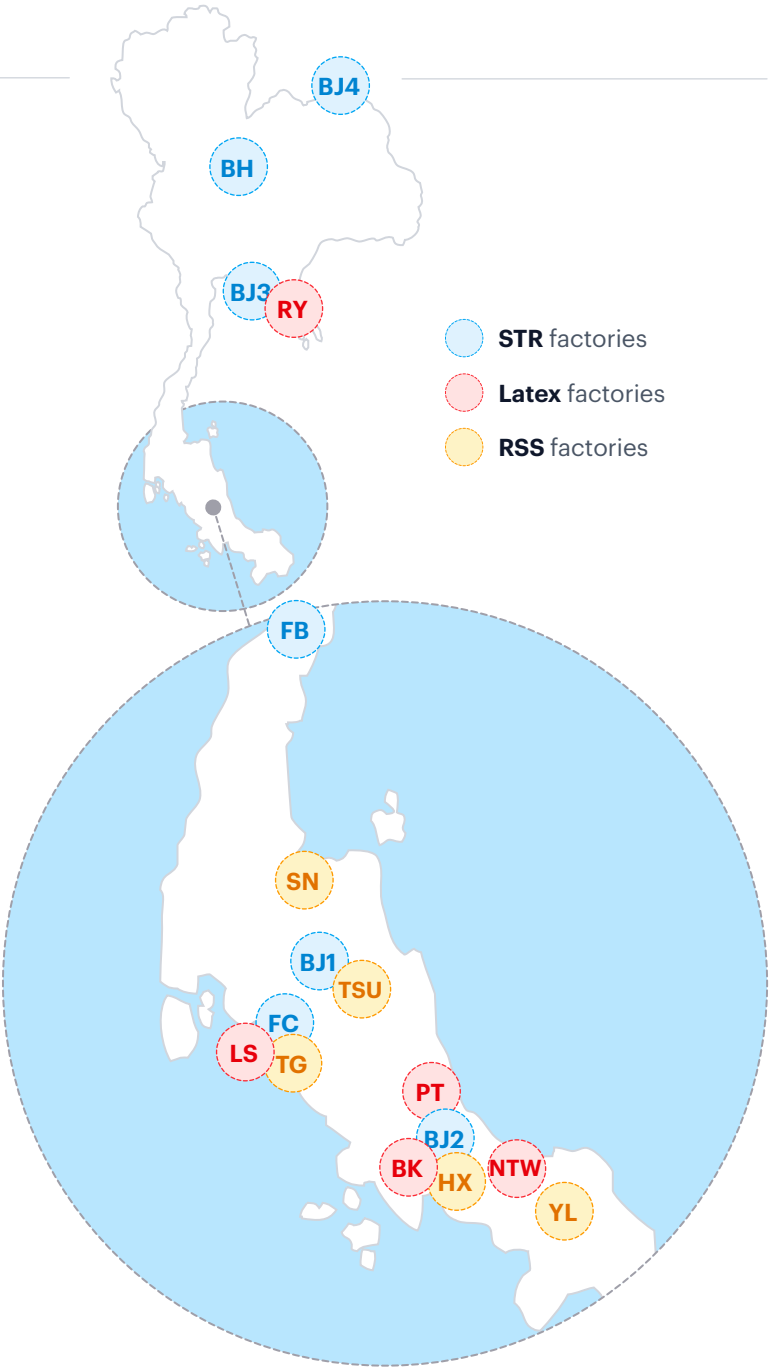 BJ4
BH
BJ3
RY
STR factories
Latex factories
RSS factories
FB
SN
BJ1
TSU
FC
LS
TG
PT
BJ2
BK
HX
NTW
YL